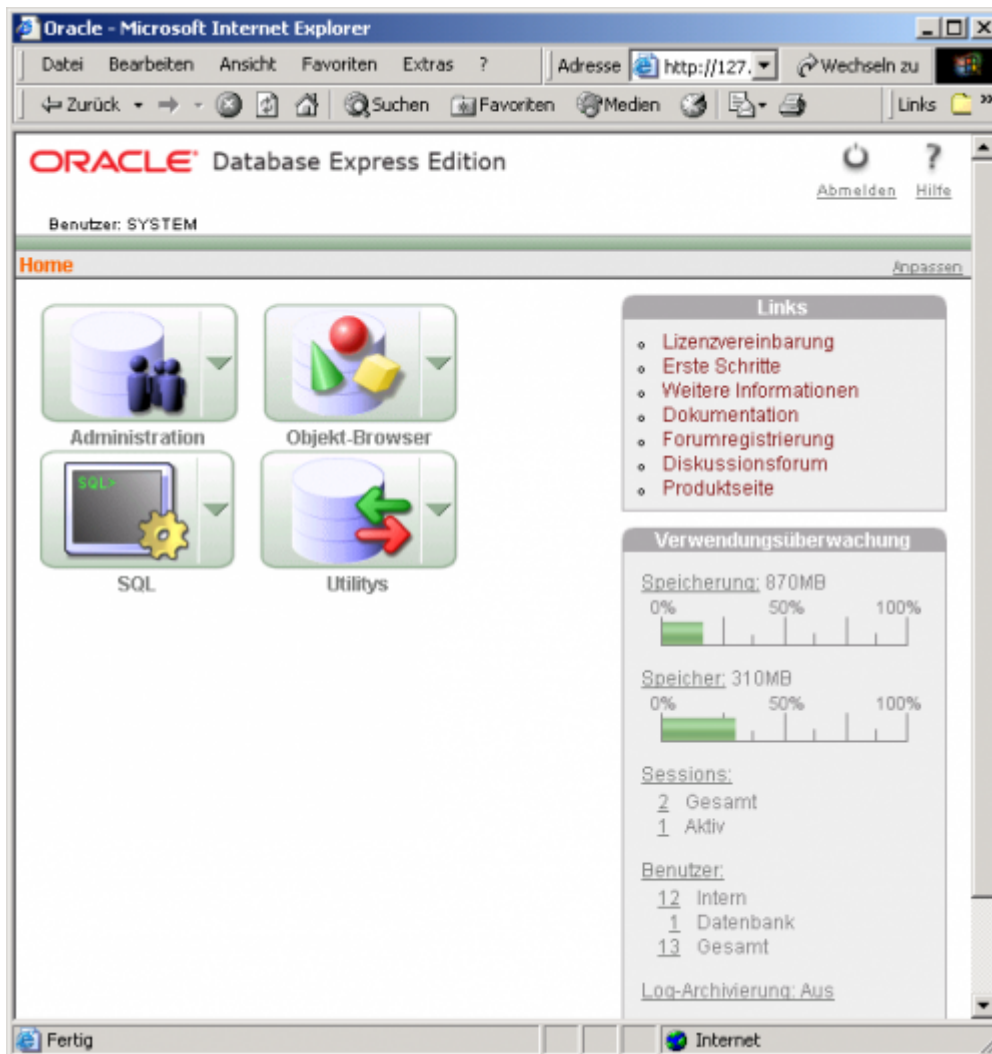 Oracle - Microsoft Internet Explorer
Datei Bearbeiten Ansicht Favoriten Extras ? Adresse http://127. Wechseln zu
Zurück Suchen Favoriten Medien Links »
ORACLE Database Express Edition
Abmelden Hilfe
Benutzer: SYSTEM
Home Anpassen
Administration Objekt-Browser
SQL>
SQL Utilitys
Links
Lizenzvereinbarung
Erste Schritte
Weitere Informationen
Dokumentation
Forumregistrierung
Diskussionsforum
Produktseite
Verwendungsüberwachung
Speicherung: 870MB
0% 50% 100%
Speicher: 310MB
0% 50% 100%
Sessions:
2 Gesamt
1 Aktiv
Benutzer:
12 Intern
1 Datenbank
13 Gesamt
Log-Archivierung: Aus
Fertig Internet